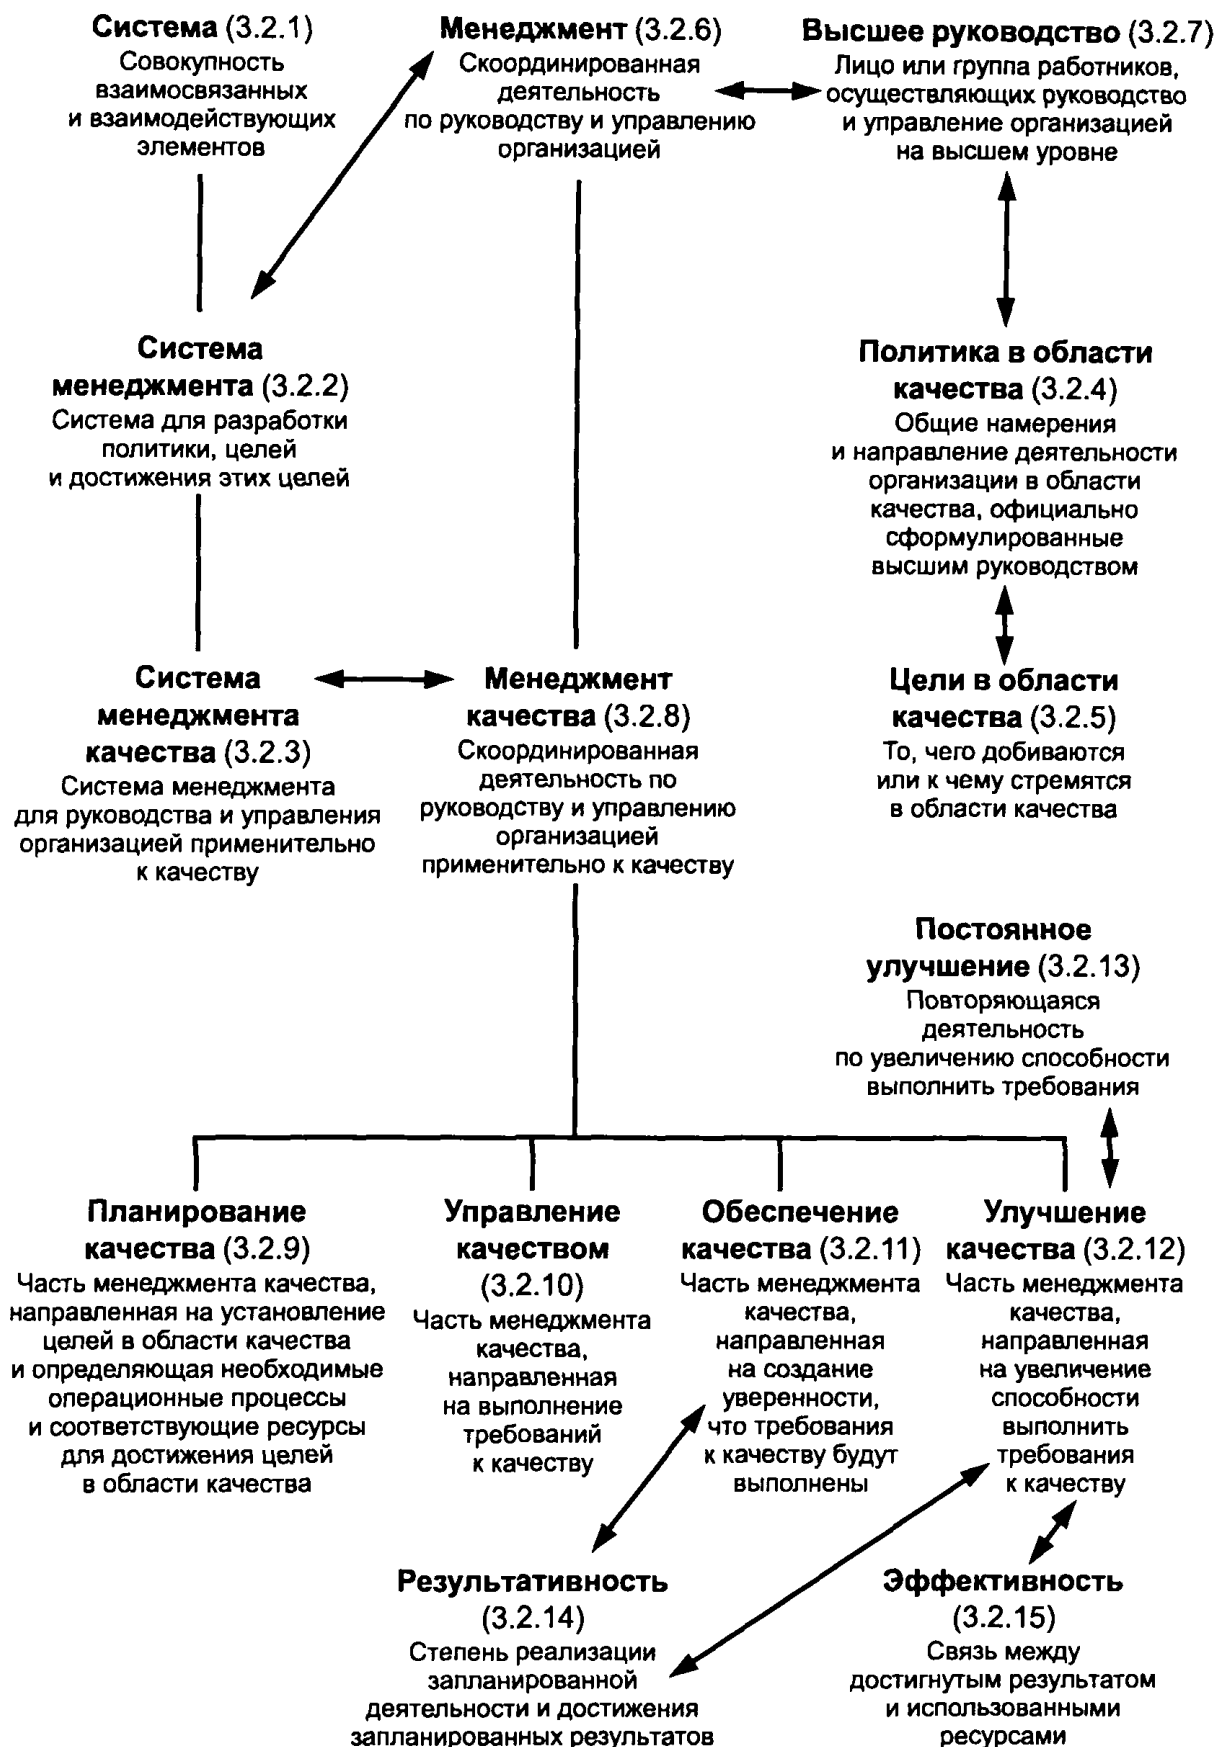 Система (3.2.1)
Совокупность
взаимосвязанных
и взаимодействующих
элементов
Менеджмент (3.2.6)
Скоординированная
деятельность
по руководству и управлению
организацией
Высшее руководство (3.2.7)
Лицо или группа работников,
осуществляющих руководство
и управление организацией
на высшем уровне
Система
менеджмента (3.2.2)
Система для разработки
политики, целей
и достижения этих целей
Политика в области
качества (3.2.4)
Общие намерения
и направление деятельности
организации в области
качества, официально
сформулированные
высшим руководством
Система
менеджмента
качества (3.2.3)
Система менеджмента
для руководства и управления
организацией применительно
к качеству
Менеджмент
качества (3.2.8)
Скоординированная
деятельность по
руководству и управлению
организацией
применительно к качеству
Цели в области
качества (3.2.5)
То, чего добиваются
или к чему стремятся
в области качества
Постоянное
улучшение (3.2.13)
Повторяющаяся
деятельность
по увеличению способности
выполнить требования
Планирование
качества (3.2.9)
Часть менеджмента качества,
направленная на установление
целей в области качества
и определяющая необходимые
операционные процессы
и соответствующие ресурсы
для достижения целей
в области качества
Управление
качеством
(3.2.10)
Часть менеджмента
качества,
направленная
на выполнение
требований
к качеству
Обеспечение
качества (3.2.11)
Часть менеджмента
качества,
направленная
на создание
уверенности,
что требования
к качеству будут
выполнены
Улучшение
качества (3.2.12)
Часть менеджмента
качества,
направленная
на увеличение
способности
выполнить
требования
к качеству
Результативность
(3.2.14)
Степень реализации
запланированной
деятельности и достижения
запланированных результатов
Эффективность
(3.2.15)
Связь между
достигнутым результатом
и использованными
ресурсами